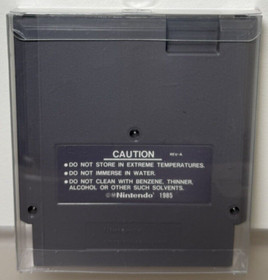 CAUTION REV-A
• DO NOT STORE IN EXTREME TEMPERATURES.
• DO NOT IMMERSE IN WATER.
• DO NOT CLEAN WITH BENZENE, THINNER,
ALCOHOL OR OTHER SUCH SOLVENTS.
©Nintendo 1985